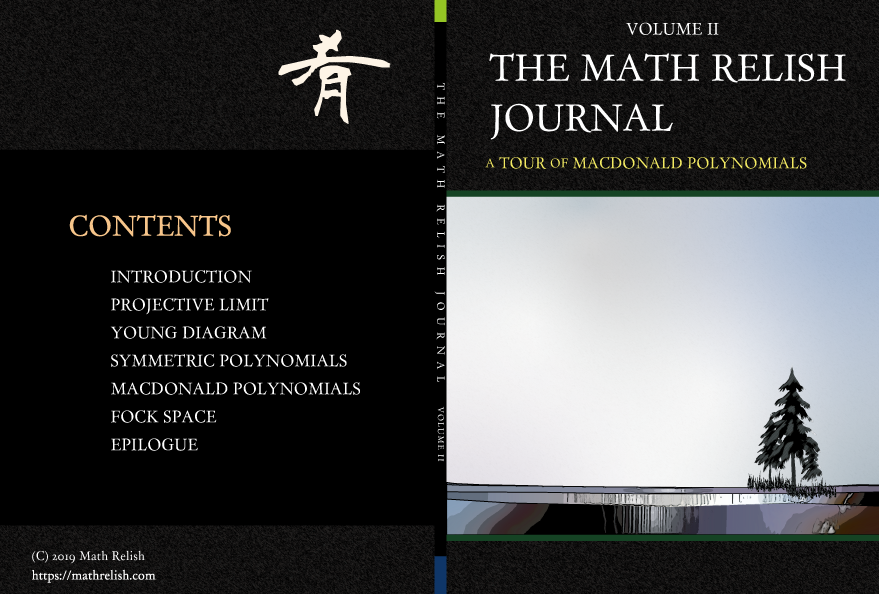 肴
CONTENTS
INTRODUCTION
PROJECTIVE LIMIT
YOUNG DIAGRAM
SYMMETRIC POLYNOMIALS
MACDONALD POLYNOMIALS
FOCK SPACE
EPILOGUE
(C) 2019 Math Relish
https://mathrelish.com
THE MATH RELISH JOURNAL VOLUME II
VOLUME II
THE MATH RELISH
JOURNAL
A TOUR OF MACDONALD POLYNOMIALS